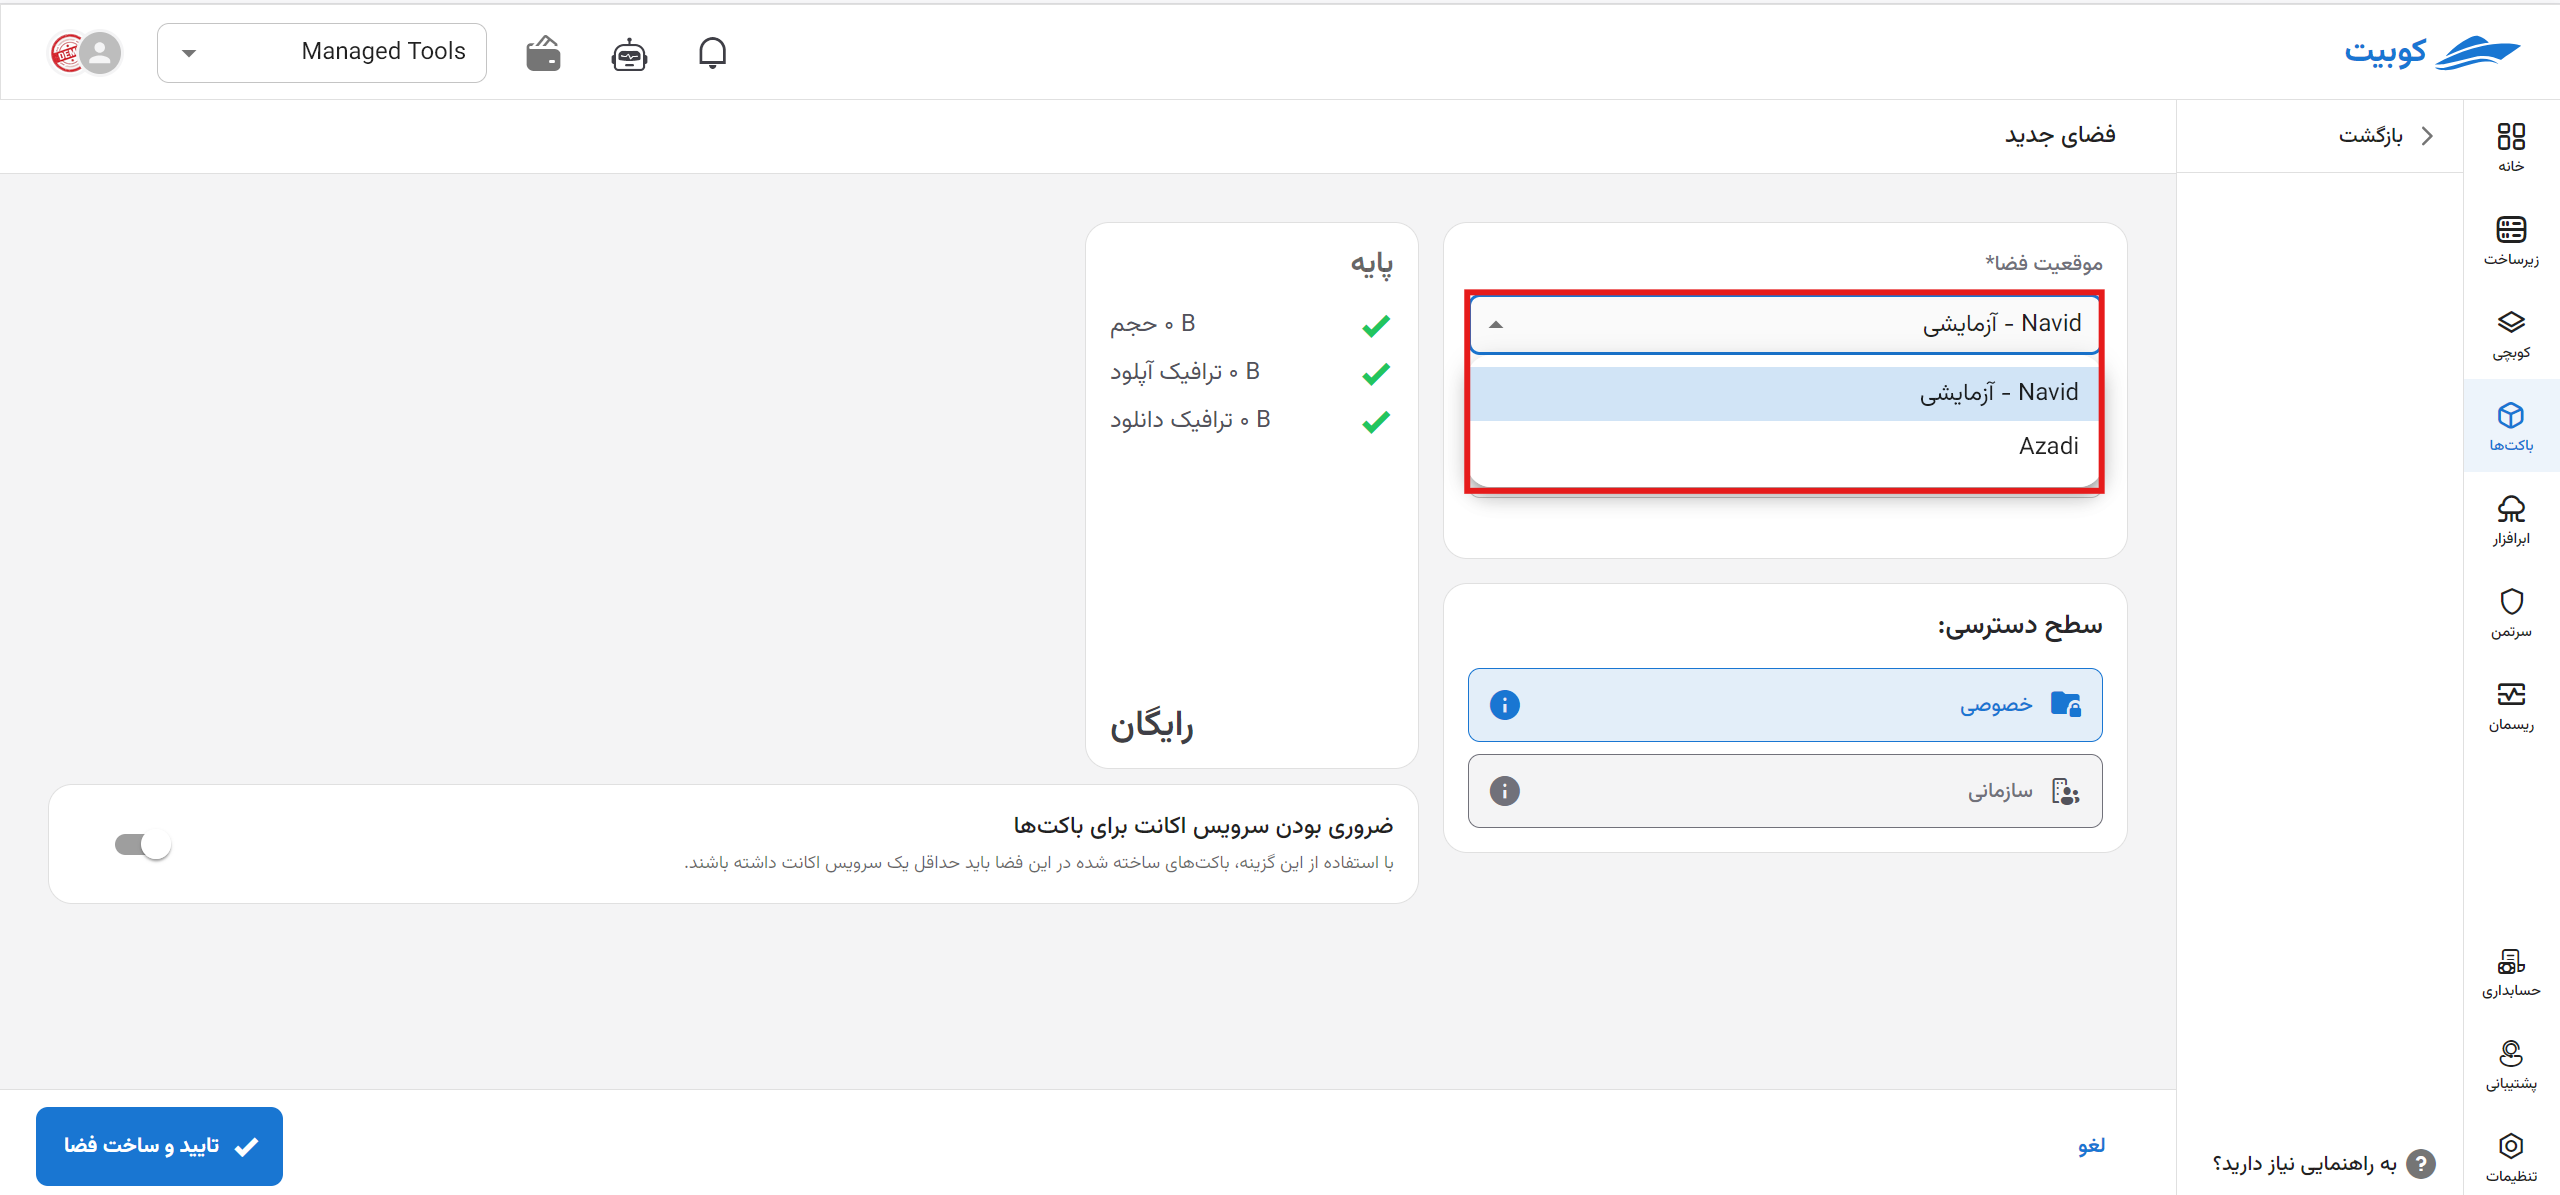 کوبیت
Managed Tools
DEMO
خانه
زیرساخت
کوبچی
باکت‌ها
ابرافزار
سرتمن
ریسمان
حسابداری
پشتیبانی
تنظیمات
بازگشت
به راهنمایی نیاز دارید؟
فضای جدید
موقعیت فضا*
Navid - آزمایشی
Navid - آزمایشی
Azadi
سطح دسترسی:
خصوصی
سازمانی
پایه
۰ B حجم
۰ B ترافیک آپلود
۰ B ترافیک دانلود
رایگان
ضروری بودن سرویس اکانت برای باکت‌ها
با استفاده از این گزینه، باکت‌های ساخته شده در این فضا باید حداقل یک سرویس اکانت داشته باشند.
لغو
تایید و ساخت فضا